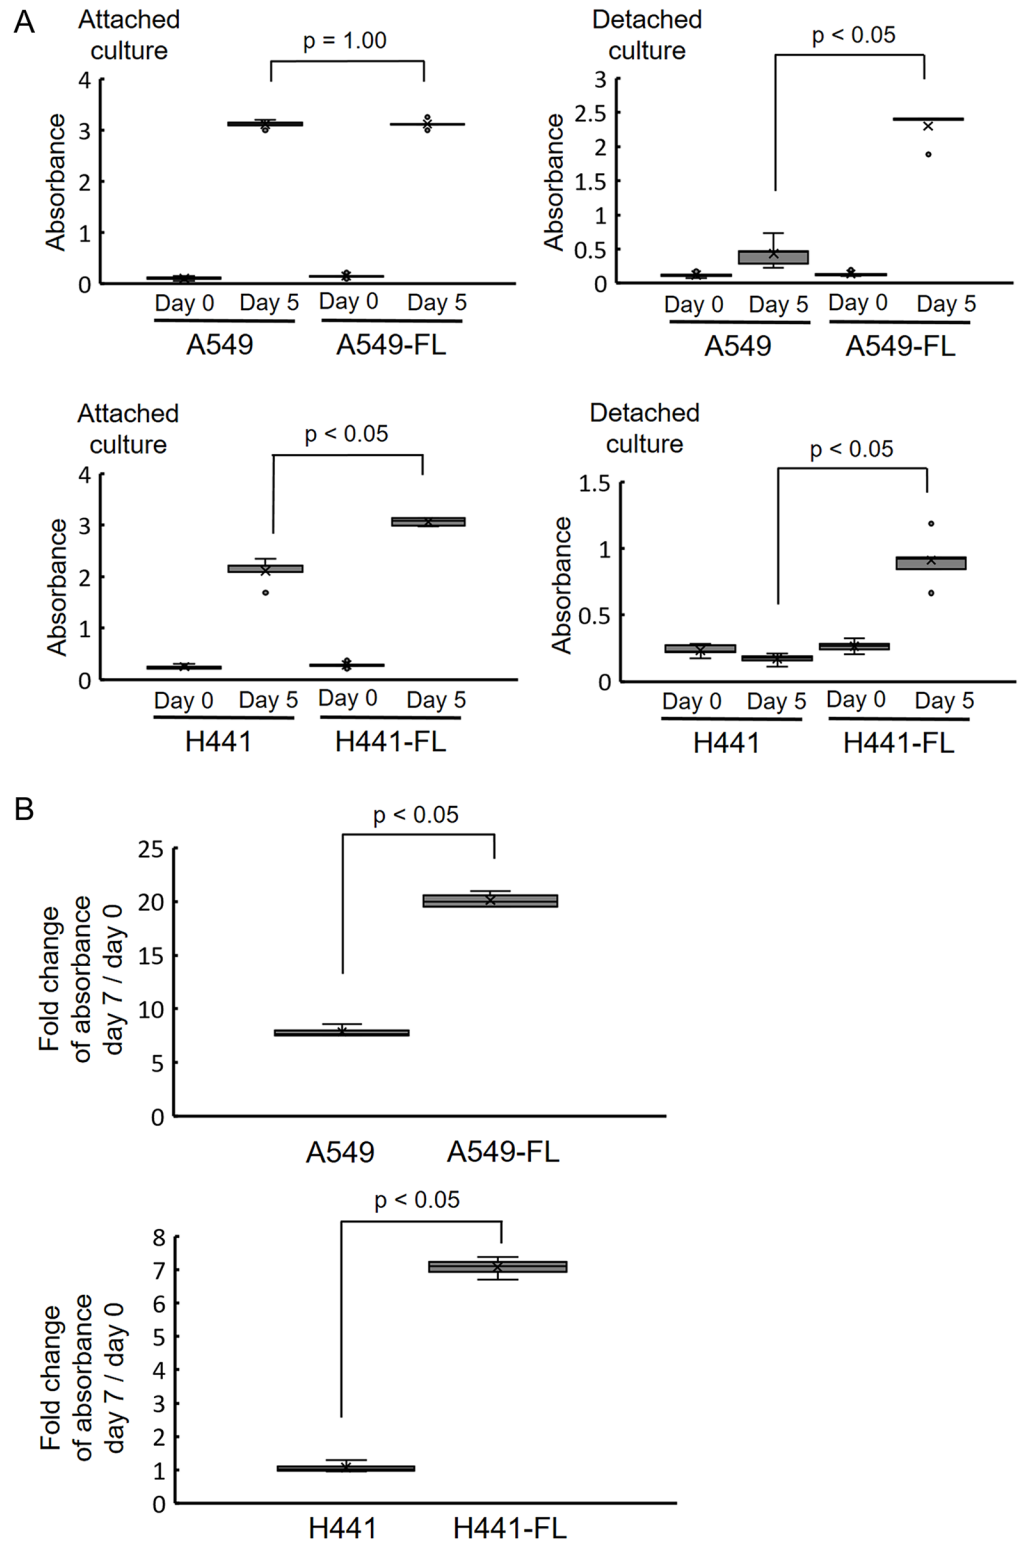 A
Attached
culture
p = 1.00
Absorbance
4
3
2
1
0
Day 0 Day 5 Day 0 Day 5
A549 A549-FL
Detached
culture
p < 0.05
Absorbance
3
2.5
2
1.5
1
0.5
0
Day 0 Day 5 Day 0 Day 5
A549 A549-FL
Attached
culture
p < 0.05
Absorbance
4
3
2
1
0
Day 0 Day 5 Day 0 Day 5
H441 H441-FL
Detached
culture
p < 0.05
Absorbance
1.5
1
0.5
0
Day 0 Day 5 Day 0 Day 5
H441 H441-FL
B
p < 0.05
Fold change
of absorbance
day 7 / day 0
25
20
15
10
5
0
A549 A549-FL
p < 0.05
Fold change
of absorbance
day 7 / day 0
8
7
6
5
4
3
2
1
0
H441 H441-FL